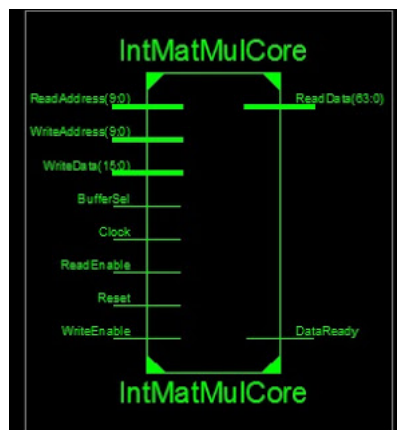 IntMatMulCore
ReadAddress(9:0)
ReadData(63:0)
WriteAddress(9:0)
WriteData(15:0)
BufferSel
Clock
ReadEnable
Reset
WriteEnable
DataReady
IntMatMulCore